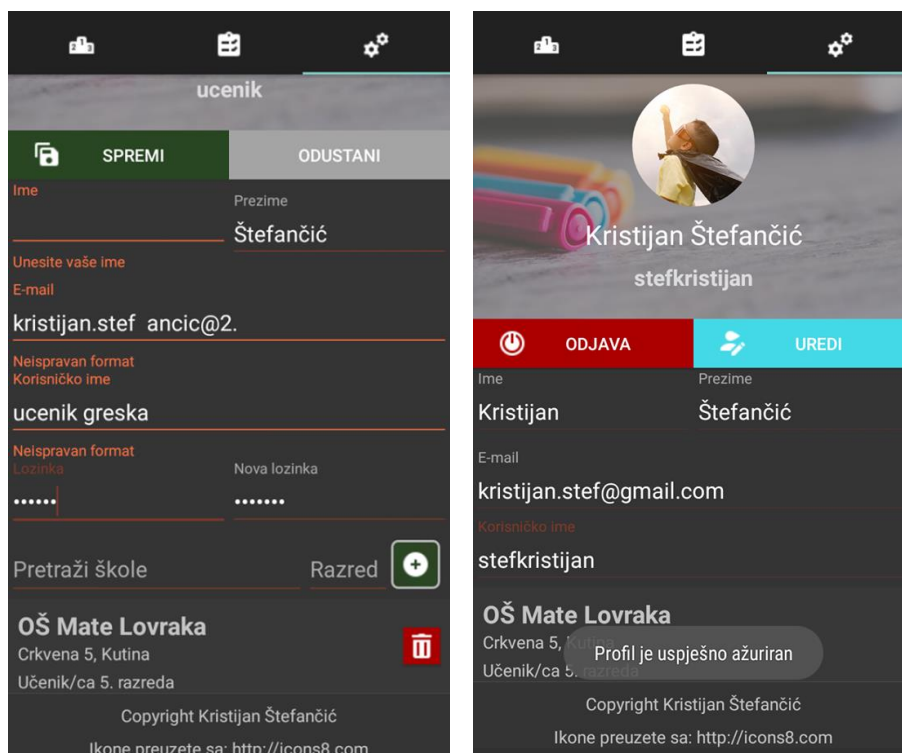 ucenik
SPREMI
ODUSTANI
Ime
Prezime
Štefančić
Unesite vaše ime
E-mail
kristijan.stef ancic@2.
Neispravan format
Korisničko ime
ucenik greska
Neispravan format
Lozinka
Nova lozinka
••••••
•••••••
Pretraži škole
Razred
OŠ Mate Lovraka
Crkvena 5, Kutina
Učenik/ca 5. razreda
Copyright Kristijan Štefančić
Ikone preuzete sa: http://icons8.com
Kristijan Štefančić
stefkristijan
ODJAVA
UREDI
Ime
Prezime
Kristijan
Štefančić
E-mail
kristijan.stef@gmail.com
Korisničko ime
stefkristijan
OŠ Mate Lovraka
Crkvena 5, Kutina
Profil je uspješno ažuriran
Učenik/ca 5.
Copyright Kristijan Štefančić
Ikone preuzete sa: http://icons8.com